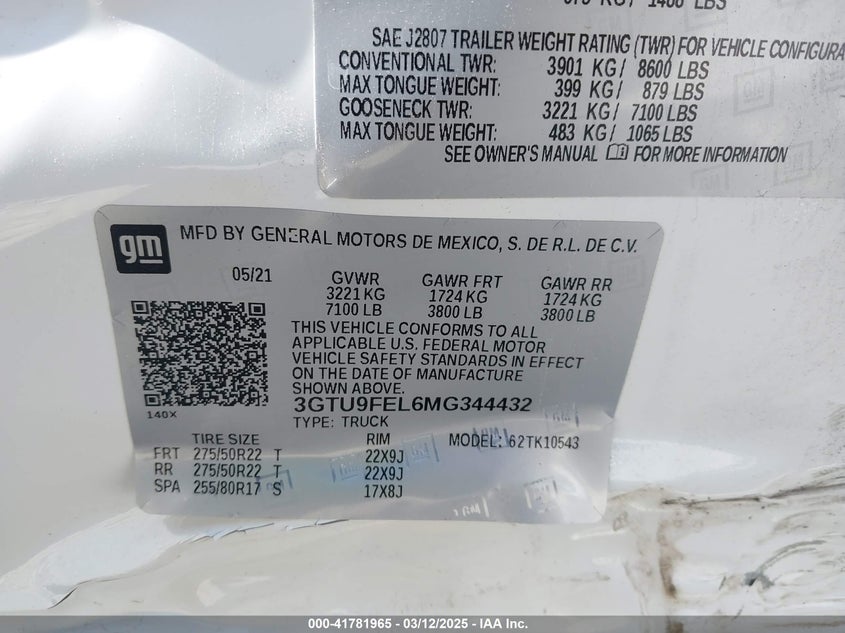 SAE J2807 TRAILER WEIGHT RATING (TWR) FOR VEHICLE CONFIGURA
CONVENTIONAL TWR: 3901 KG/ 8600 LBS
MAX TONGUE WEIGHT: 399 KG/ 879 LBS
GOOSENECK TWR: 3221 KG/ 7100 LBS
MAX TONGUE WEIGHT: 483 KG/ 1065 LBS
SEE OWNER'S MANUAL FOR MORE INFORMATION
gm
MFD BY GENERAL MOTORS DE MEXICO, S. DE R.L. DE C.V.
05/21 GVWR GAWR FRT GAWR RR
3221 KG 1724 KG 1724 KG
7100 LB 3800 LB 3800 LB
THIS VEHICLE CONFORMS TO ALL
APPLICABLE U.S. FEDERAL MOTOR
VEHICLE SAFETY STANDARDS IN EFFECT
ON THE DATE OF MANUFACTURE
SHOWN ABOVE.
140X
3GTU9FEL6MG344432
TYPE: TRUCK
MODEL: 62TK10543
TIRE SIZE RIM
FRT 275/50R22 T 22X9J
RR 275/50R22 T 22X9J
SPA 255/80R17 S 17X8J
000-41781965 - 03/12/2025 - IAA Inc.